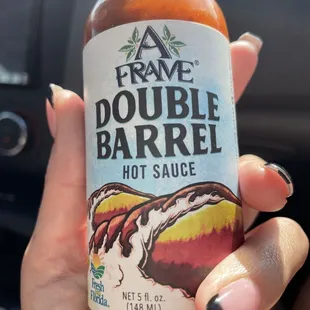 A
FRAME®
DOUBLE
BARREL
HOT SAUCE
Fresh
Florida
NET 5 fl. oz.
(148 ML)